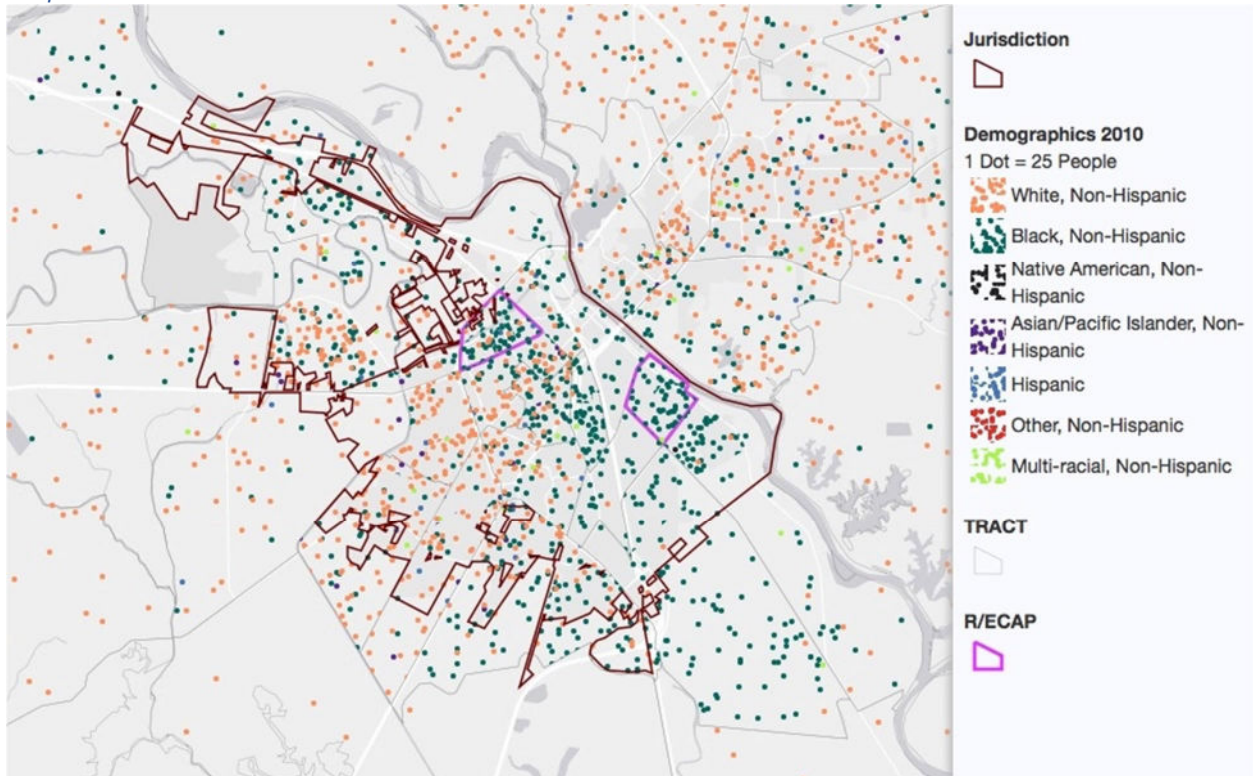 Jurisdiction
Demographics 2010
1 Dot = 25 People
White, Non-Hispanic
Black, Non-Hispanic
Native American, Non-
Hispanic
Asian/Pacific Islander, Non-
Hispanic
Hispanic
Other, Non-Hispanic
Multi-racial, Non-Hispanic
TRACT
R/ECAP